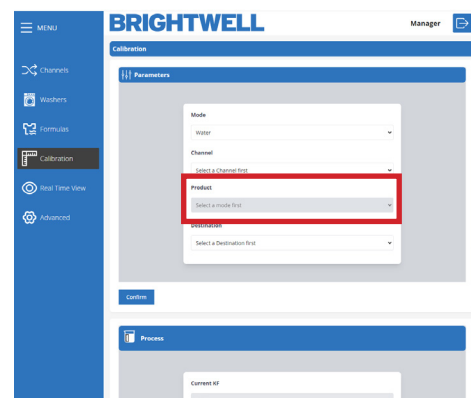 MENU
BRIGHTWELL
Manager
Calibration
Channels
Washers
Formulas
Calibration
Real Time View
Advanced
Parameters
Mode
Water
Channel
Select a Channel first
Product
Select a mode first
Destination
Select a Destination first
Confirm
Process
Current KF